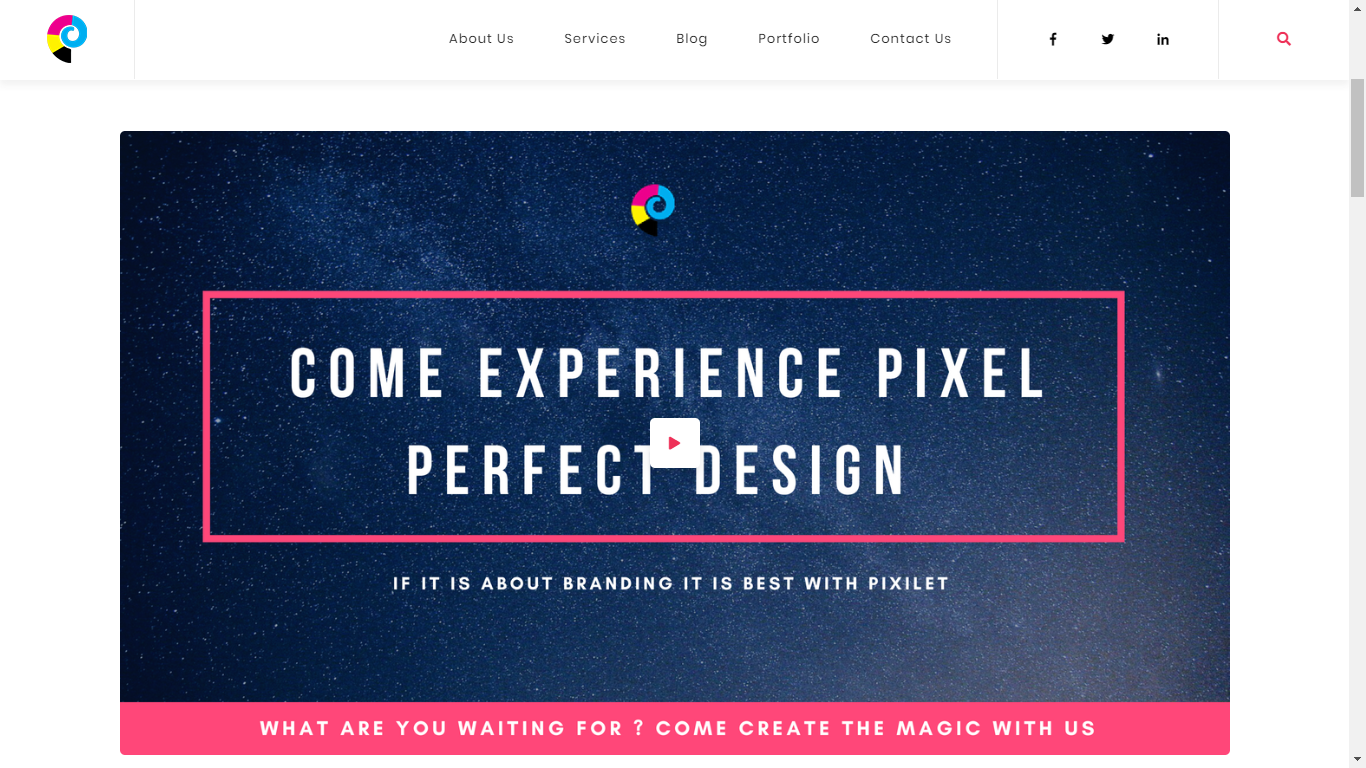 About Us Services Blog Portfolio Contact Us
COME EXPERIENCE PIXEL
PERFECT DESIGN
IF IT IS ABOUT BRANDING IT IS BEST WITH PIXILET
WHAT ARE YOU WAITING FOR ? COME CREATE THE MAGIC WITH US